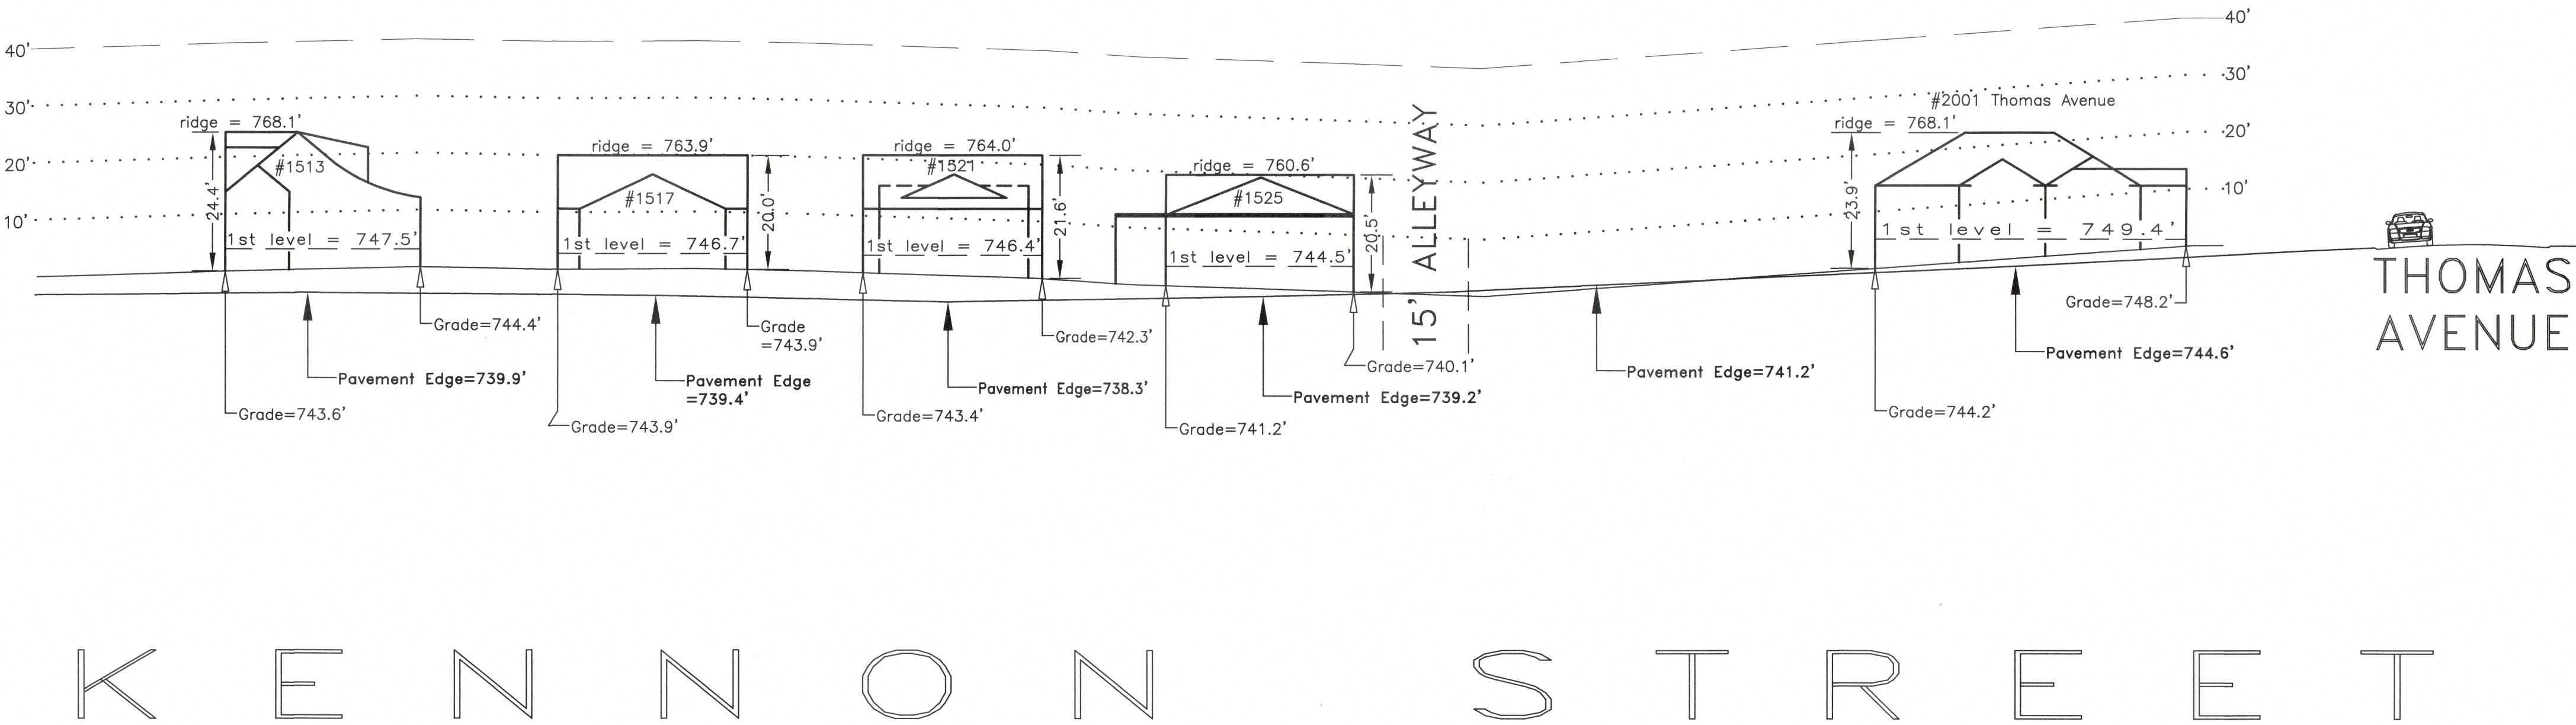 40'
30'
20'
10'
ridge = 768.1'
#1513
24.4'
1st level = 747.5'
Grade=744.4'
Pavement Edge=739.9'
Grade=743.6'
ridge = 763.9'
#1517
20.0'
1st level = 746.7'
Grade
=743.9'
Pavement Edge
=739.4'
Grade=743.9'
ridge = 764.0'
#1521
21.6'
1st level = 746.4'
Grade=742.3'
Pavement Edge=738.3'
Grade=743.4'
ridge = 760.6'
#1525
20.5'
1st level = 744.5'
Grade=740.1'
Pavement Edge=739.2'
Grade=741.2'
15' ALLEYWAY
Pavement Edge=741.2'
#2001 Thomas Avenue
ridge = 768.1'
23.9'
1st level = 749.4'
Grade=748.2'
Pavement Edge=744.6'
Grade=744.2'
40'
30'
20'
10'
THOMAS
AVENUE
KENNON STREET